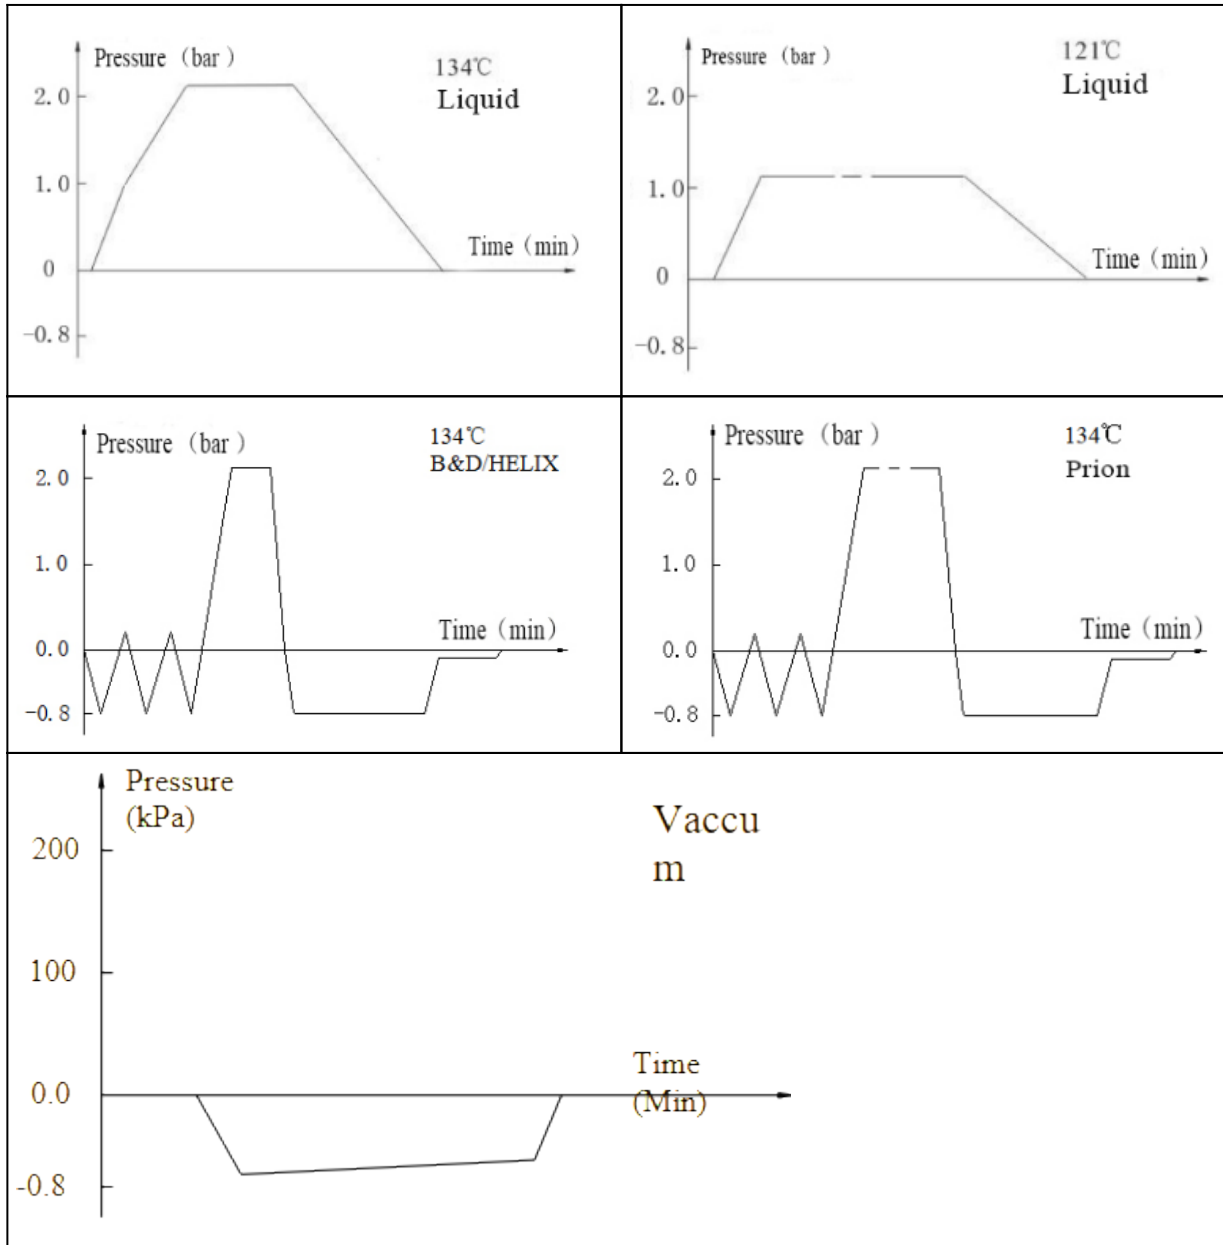 Pressure（bar ）
134℃
Liquid
2.0
1.0
Time（min）
0
-0.8
Pressure（bar ）
121℃
Liquid
2.0
1.0
Time（min）
0
-0.8
Pressure（bar ）
134℃
B&D/HELIX
2.0
1.0
Time（min）
0.0
-0.8
Pressure（bar ）
134℃
Prion
2.0
1.0
Time（min）
0.0
-0.8
Pressure
(kPa)
Vaccu
m
200
100
Time
0.0
(Min)
-0.8